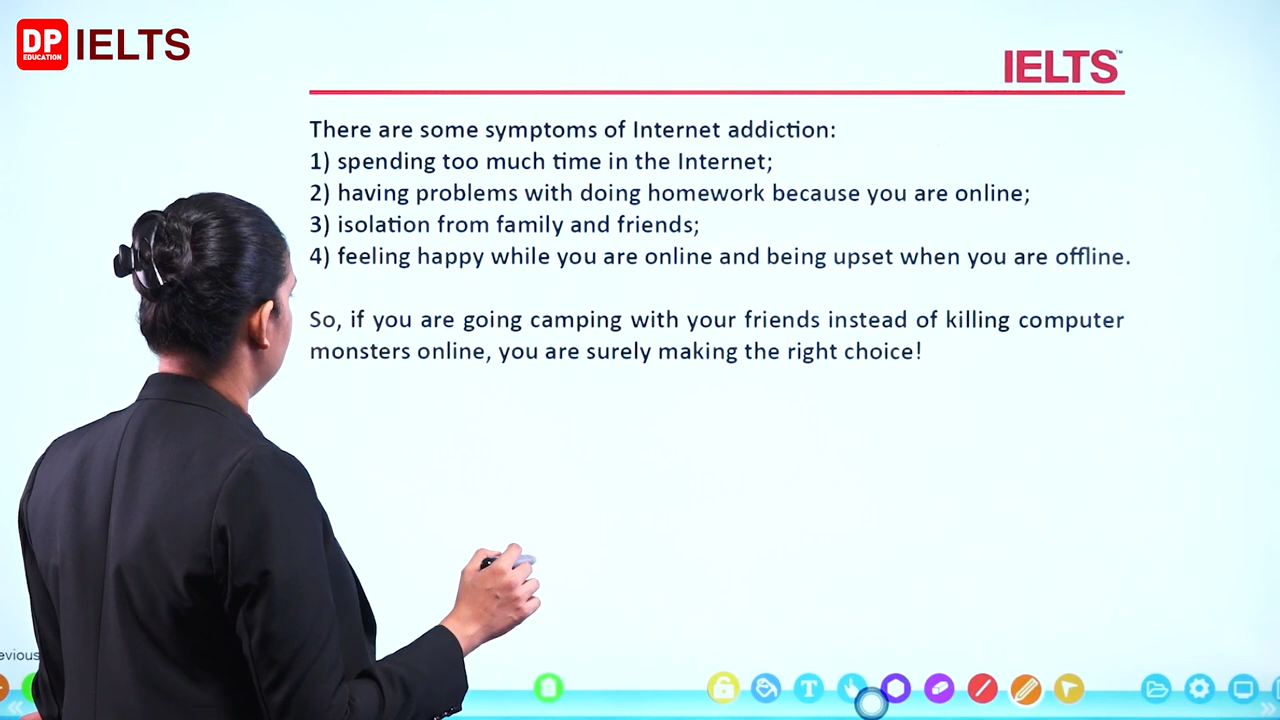 DP
EDUCATION
IELTS
IELTS™
There are some symptoms of Internet addiction:
1) spending too much time in the Internet;
2) having problems with doing homework because you are online;
3) isolation from family and friends;
4) feeling happy while you are online and being upset when you are offline.
So, if you are going camping with your friends instead of killing computer
monsters online, you are surely making the right choice!
evious
T